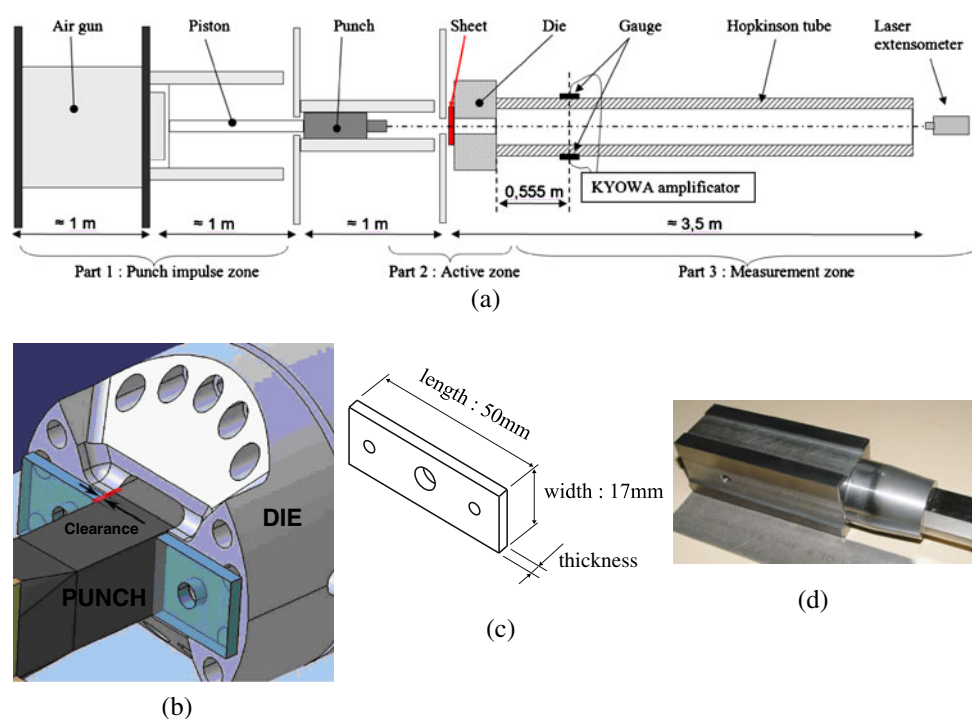 Air gun Piston Punch Sheet Die Gauge Hopkinson tube Laser
extensometer
KYOWA amplificator
0,555 m
≈ 1 m ≈ 1 m ≈ 1 m ≈ 3,5 m
Part 1 : Punch impulse zone Part 2 : Active zone Part 3 : Measurement zone
(a)
Clearance
DIE
PUNCH
(b)
length : 50mm
width : 17mm
thickness
(c)
(d)